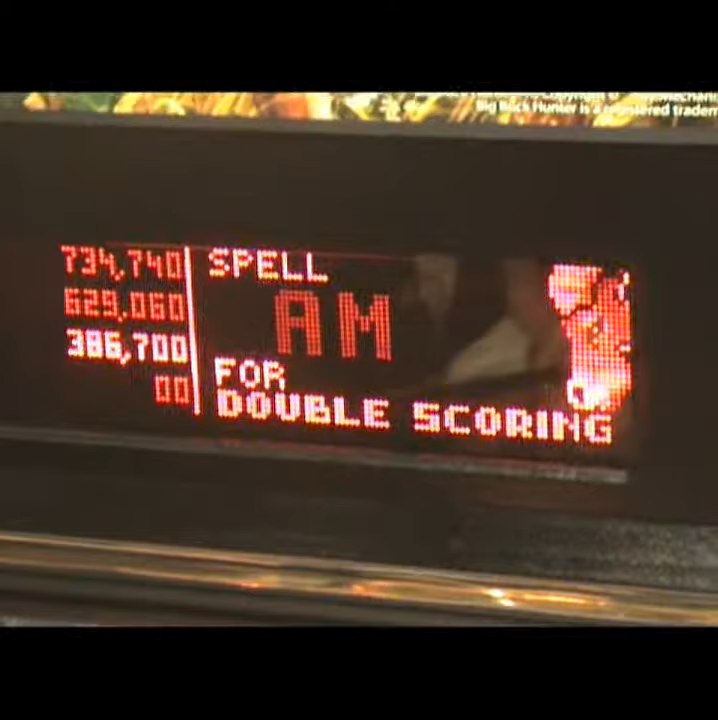 Big Buck Hunter is a registered tradem
734,740
629,060
386,700
00
SPELL
AM
FOR
DOUBLE SCORING